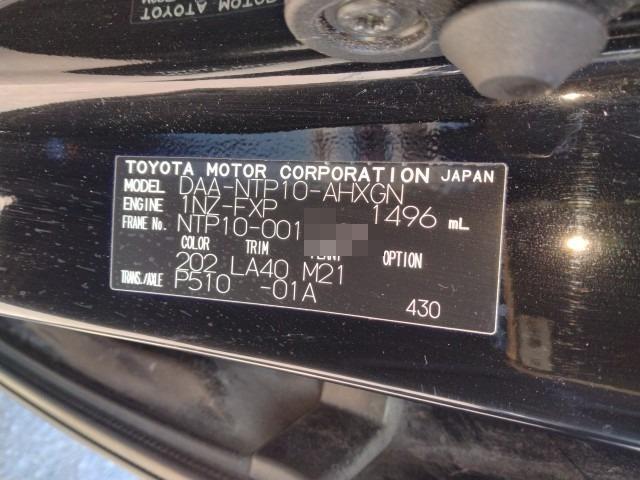 TOYOTA MOTOR CORPORATION JAPAN
MODEL DAA-NTP10-AHXGN
ENGINE 1NZ-FXP 1496 mL
FRAME No. NTP10-001
COLOR TRIM OPTION
202 LA40 M21
TRANS./AXLE P510 -01A
430